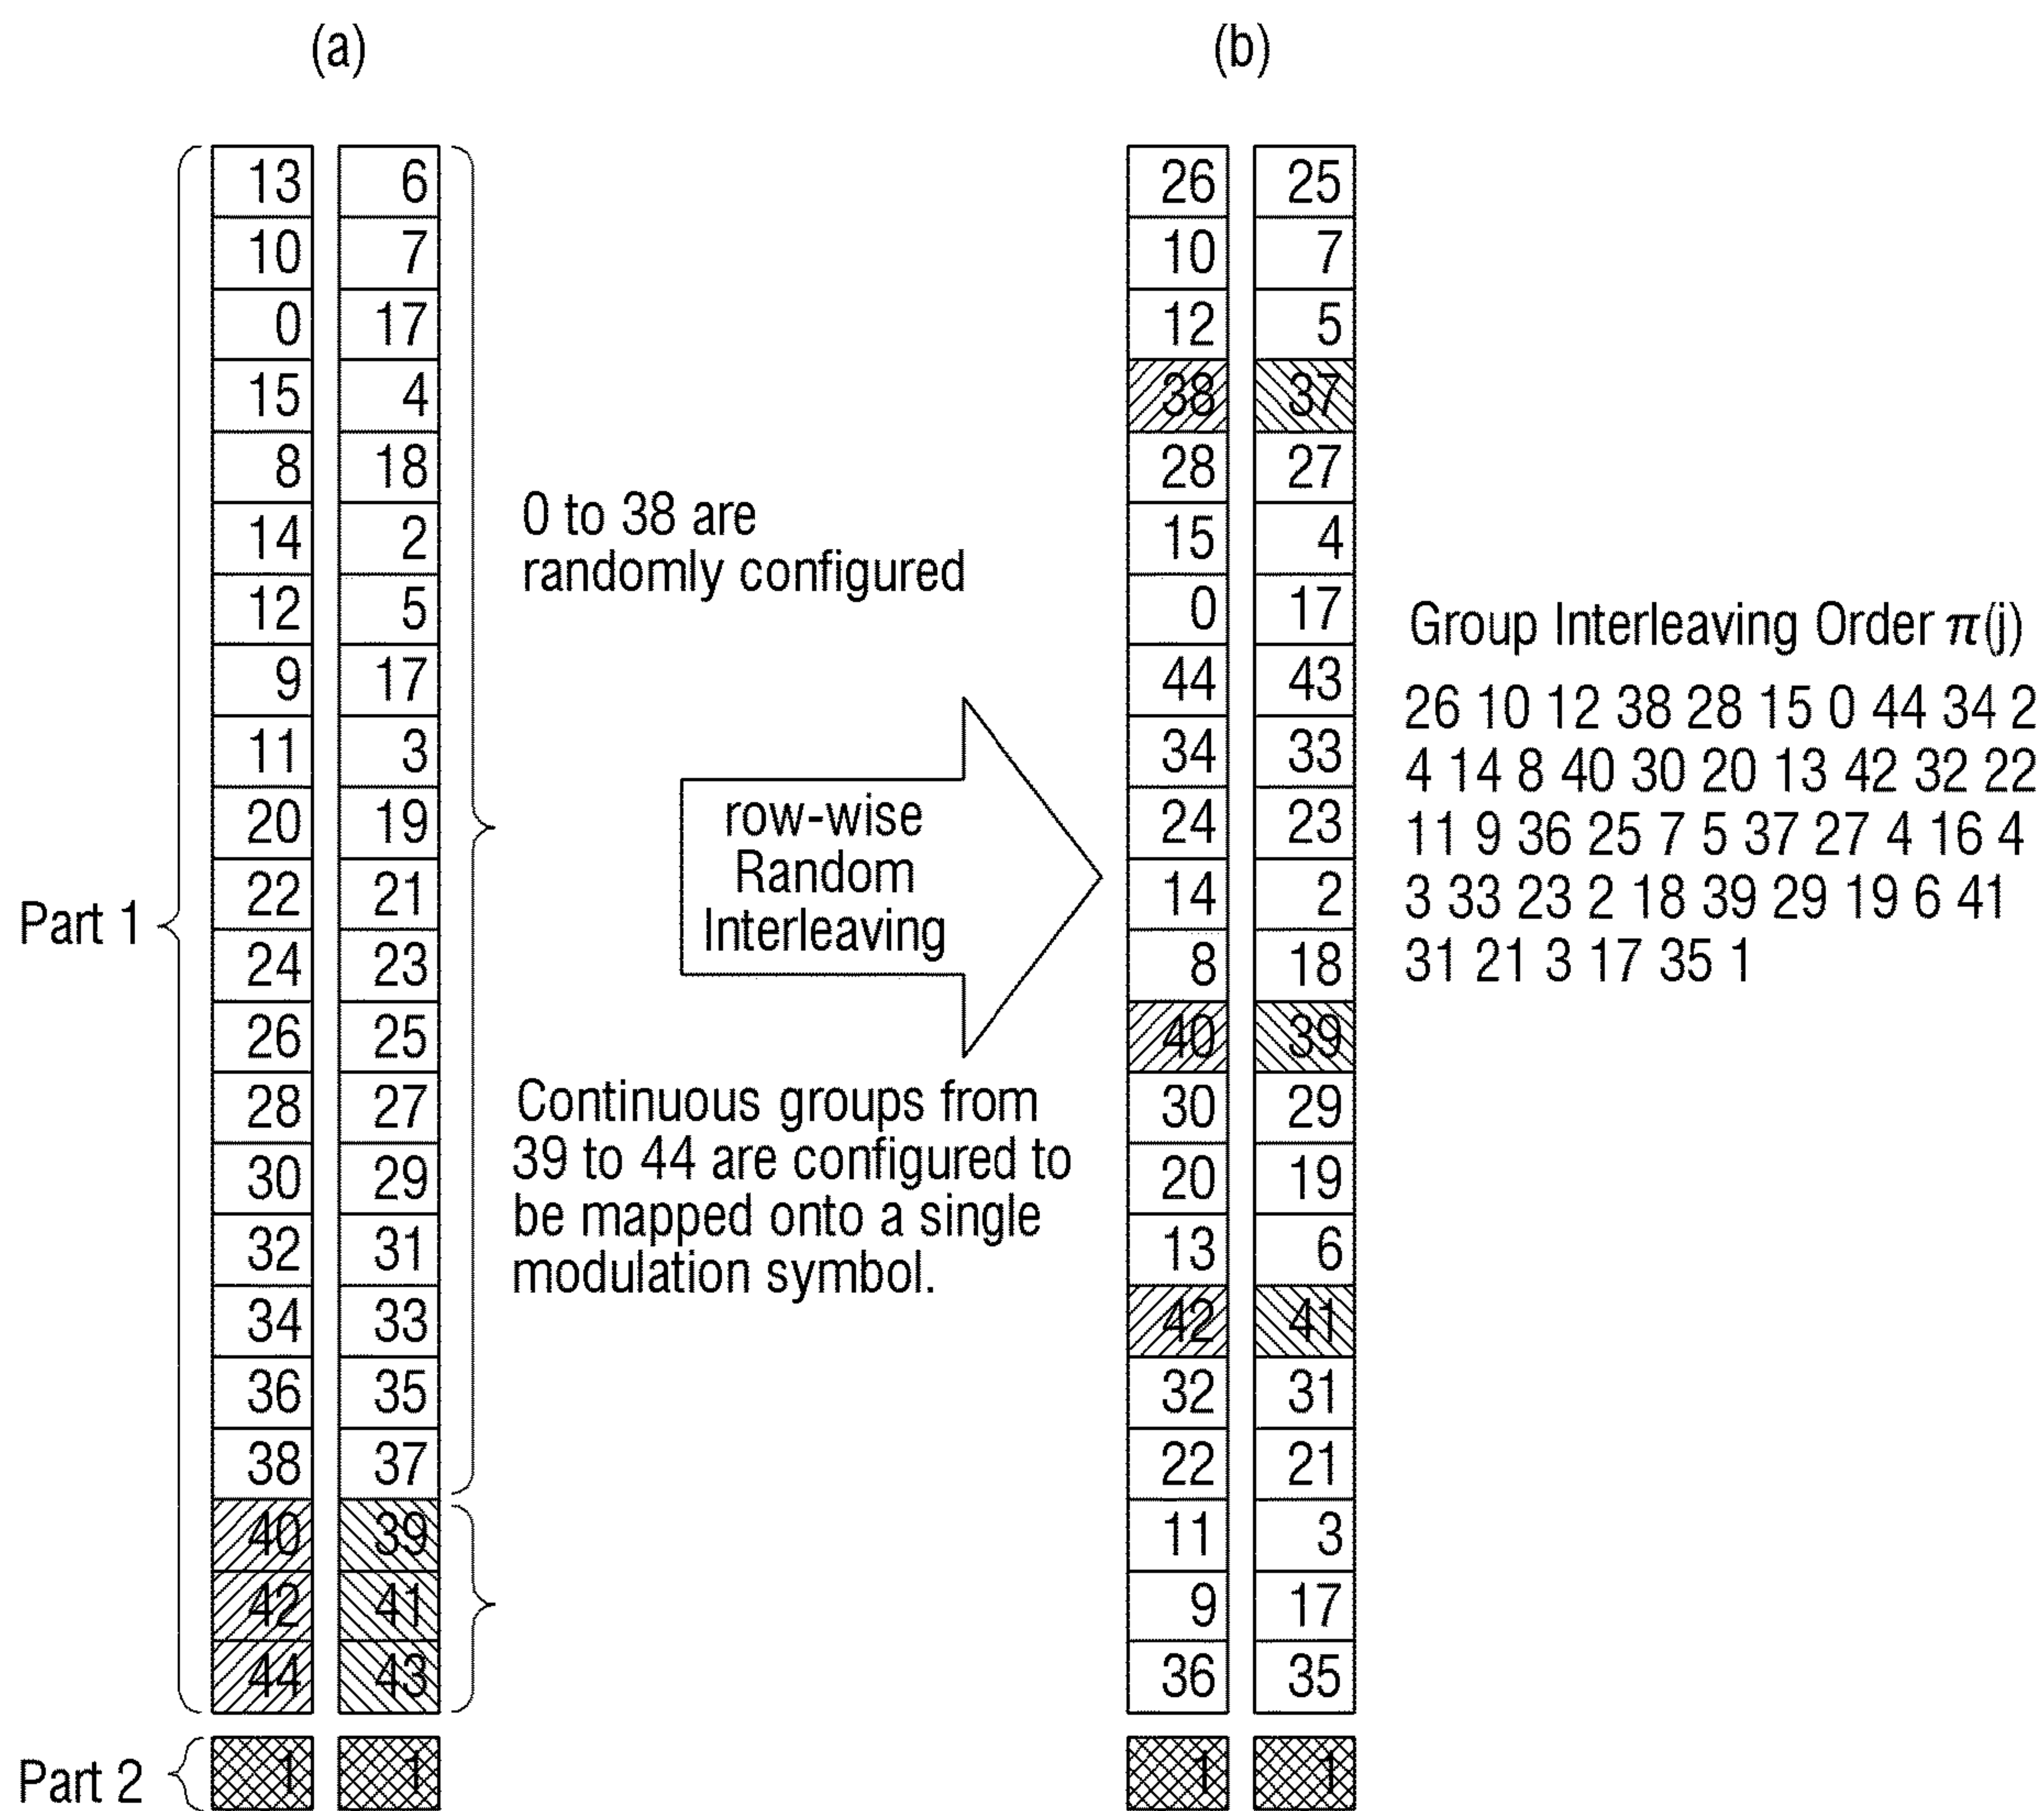 (a)
(b)
13 6
10 7
0 17
15 4
8 18
14 2
12 5
9 17
11 3
20 19
22 21
24 23
26 25
28 27
30 29
32 31
34 33
36 35
38 37
40 39
42 41
44 43
1 1
Part 1
Part 2
0 to 38 are
randomly configured
row-wise
Random
Interleaving
Continuous groups from
39 to 44 are configured to
be mapped onto a single
modulation symbol.
26 25
10 7
12 5
38 37
28 27
15 4
0 17
44 43
34 33
24 23
14 2
8 18
40 39
30 29
20 19
13 6
42 41
32 31
22 21
11 3
9 17
36 35
1 1
Group Interleaving Order π(j)
26 10 12 38 28 15 0 44 34 2
4 14 8 40 30 20 13 42 32 22
11 9 36 25 7 5 37 27 4 16 4
3 33 23 2 18 39 29 19 6 41
31 21 3 17 35 1